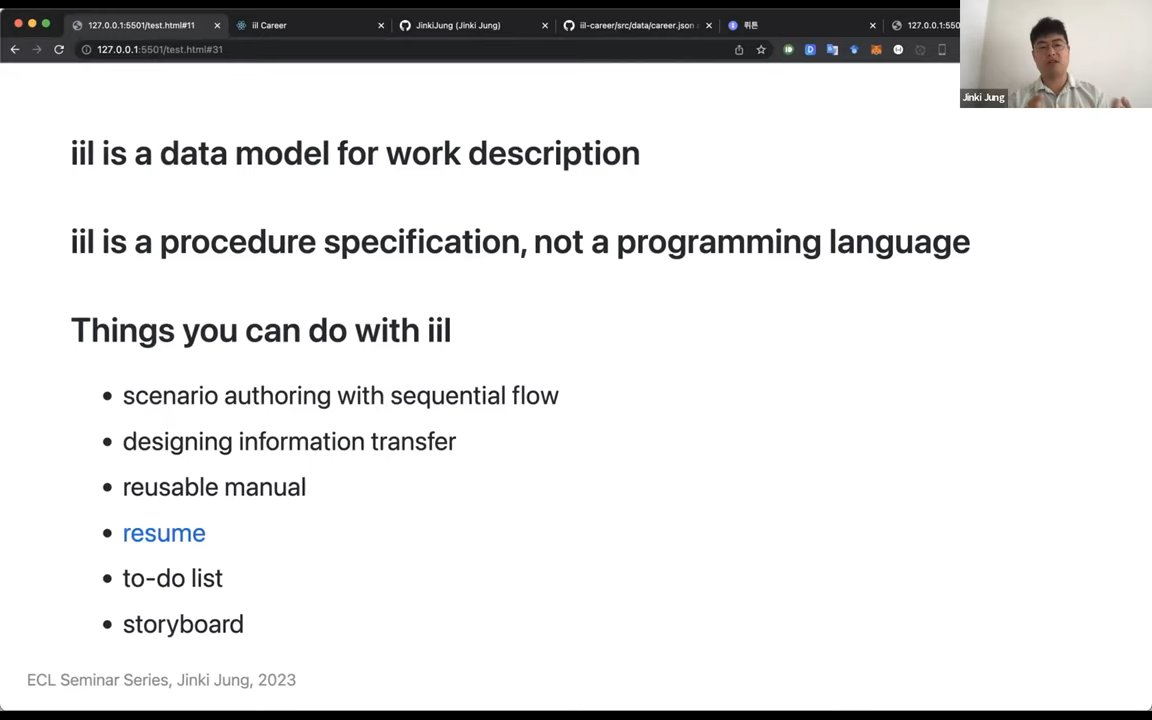 127.0.0.1:5501/test.html#11
iil Career
JinkiJung (Jinki Jung)
iil-career/src/data/career.json
뛰튼
127.0.0.1:550
127.0.0.1:5501/test.html#31
Jinki Jung
iil is a data model for work description
iil is a procedure specification, not a programming language
Things you can do with iil
• scenario authoring with sequential flow
• designing information transfer
• reusable manual
• resume
• to-do list
• storyboard
ECL Seminar Series, Jinki Jung, 2023